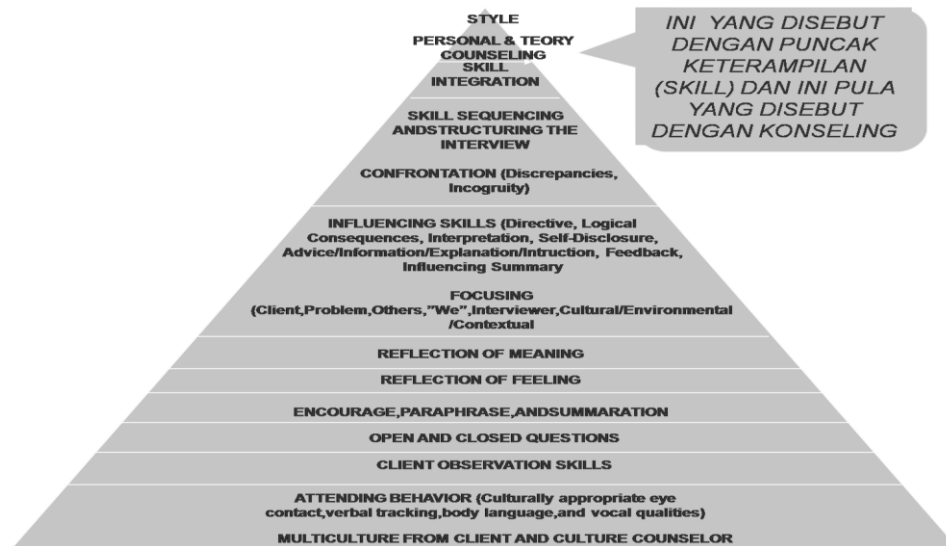 STYLE
PERSONAL & TEORY
COUNSELING
SKILL
INTEGRATION
SKILL SEQUENCING
ANDSTRUCTURING THE
INTERVIEW
CONFRONTATION (Discrepancies,
Incogruity)
INFLUENCING SKILLS (Directive, Logical
Consequences, Interpretation, Self-Disclosure,
Advice/Information/Explanation/Intruction, Feedback,
Influencing Summary
FOCUSING
(Client,Problem,Others,"We",Interviewer,Cultural/Environmental
/Contextual
REFLECTION OF MEANING
REFLECTION OF FEELING
ENCOURAGE,PARAPHRASE,ANDSUMMARATION
OPEN AND CLOSED QUESTIONS
CLIENT OBSERVATION SKILLS
ATTENDING BEHAVIOR (Culturally appropriate eye
contact,verbal tracking,body language,and vocal qualities)
MULTICULTURE FROM CLIENT AND CULTURE COUNSELOR
INI YANG DISEBUT
DENGAN PUNCAK
KETERAMPILAN
(SKILL) DAN INI PULA
YANG DISEBUT
DENGAN KONSELING